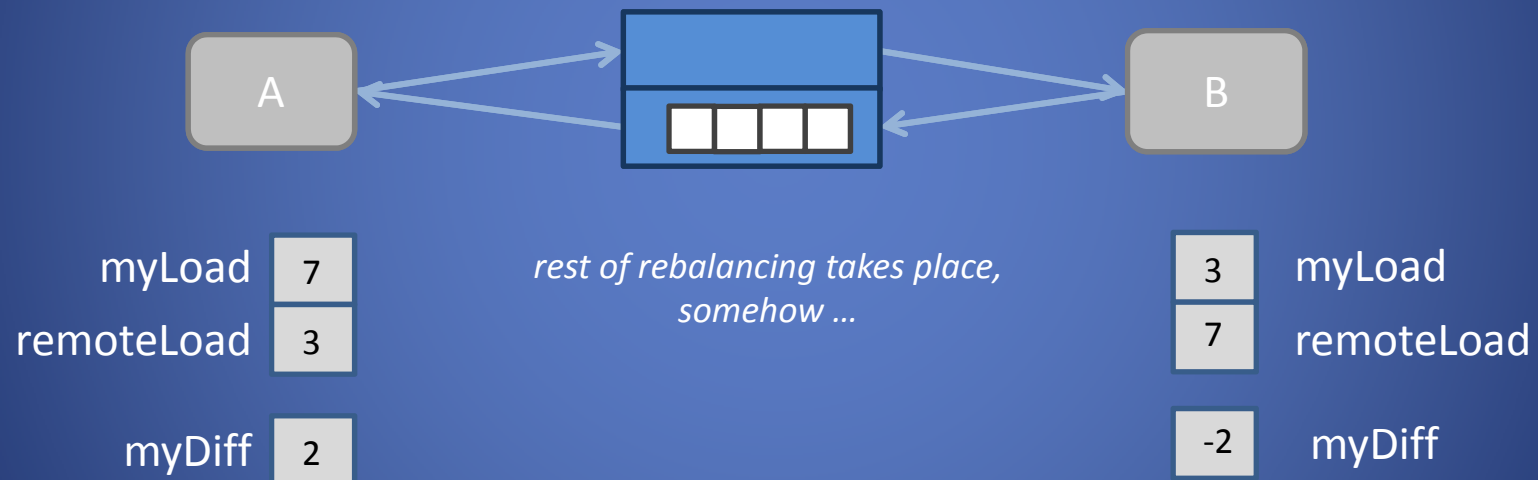 A
B
myLoad 7
rest of rebalancing takes place,
somehow …
3 myLoad
remoteLoad 3
7 remoteLoad
myDiff 2
-2 myDiff